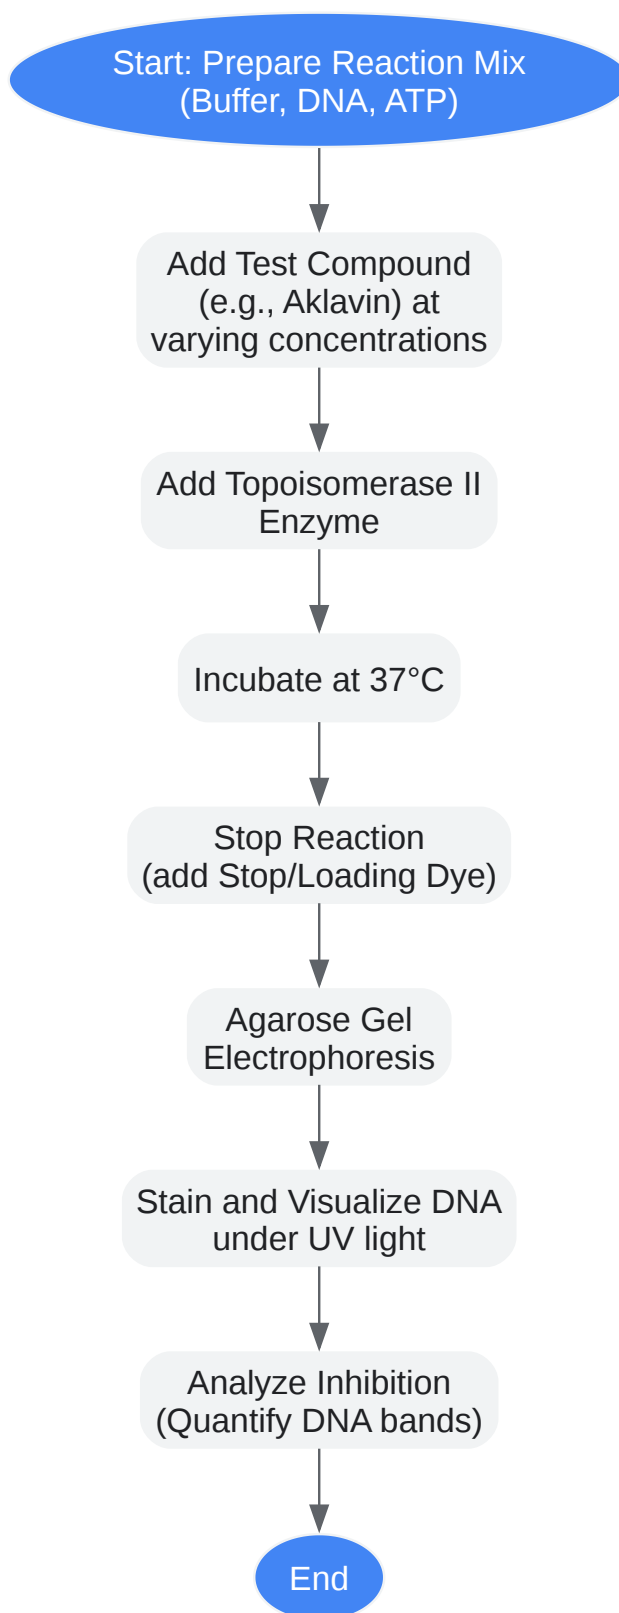 Start: Prepare Reaction Mix
(Buffer, DNA, ATP)
Add Test Compound
(e.g., Aklavin) at
varying concentrations
Add Topoisomerase II
Enzyme
Incubate at 37°C
Stop Reaction
(add Stop/Loading Dye)
Agarose Gel
Electrophoresis
Stain and Visualize DNA
under UV light
Analyze Inhibition
(Quantify DNA bands)
End